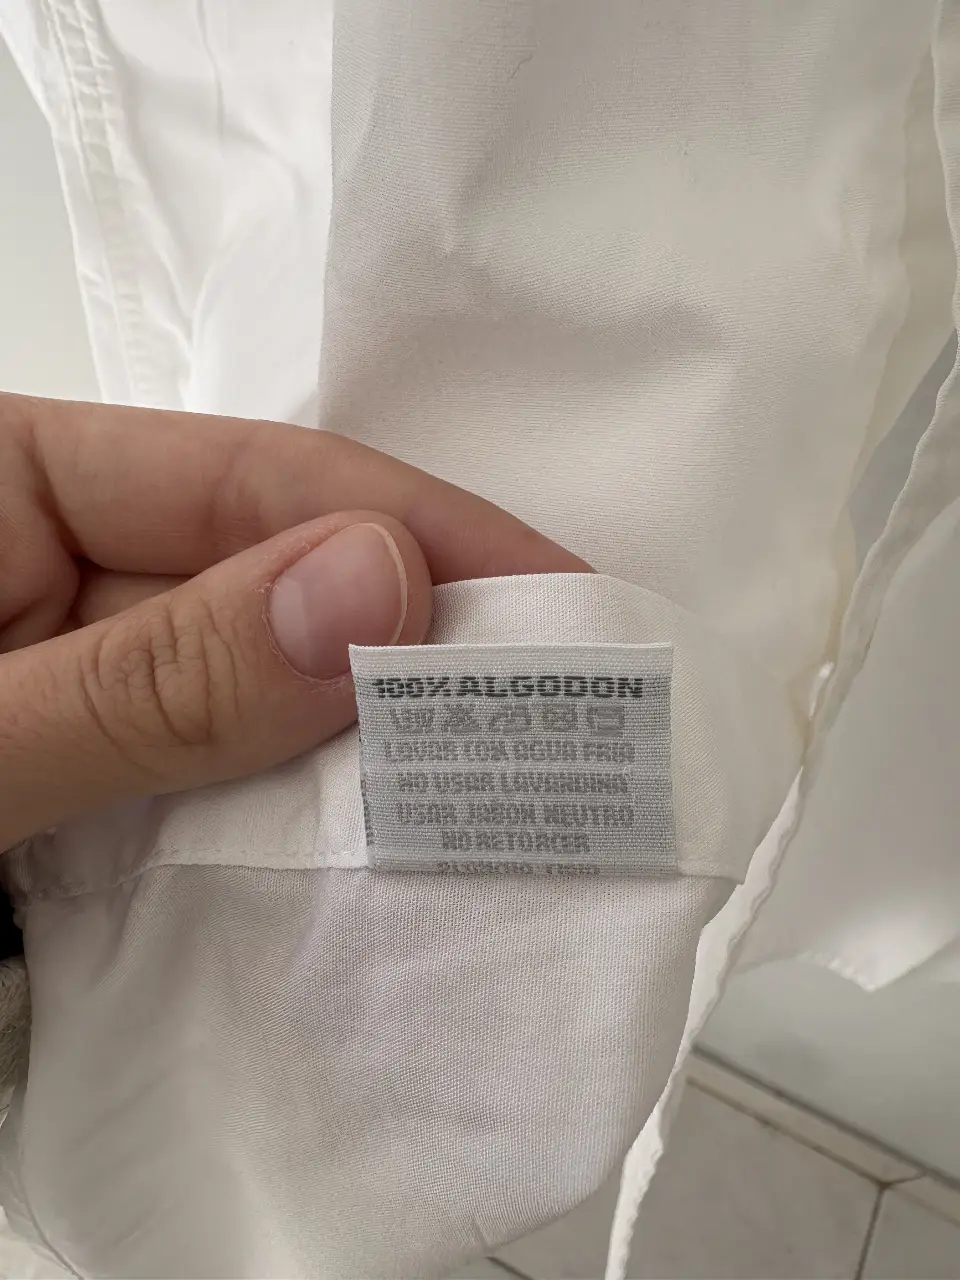 100% ALGODON
LAVAR CON AGUA FRIA
NO USAR LAVANDINA
USAR JABON NEUTRO
NO RETORCER